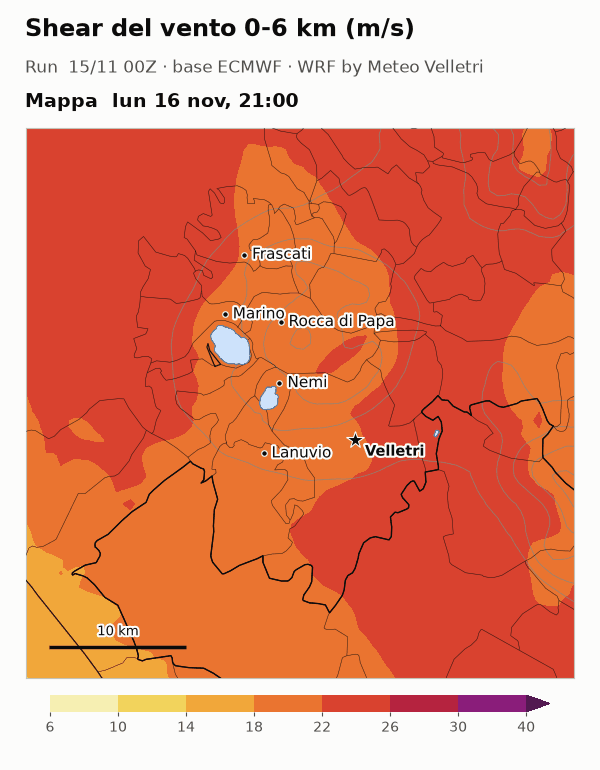 Shear del vento 0-6 km (m/s)
Run  15/11 00Z · base ECMWF · WRF by Meteo Velletri
Mappa  lun 16 nov, 21:00
Frascati
Marino
Rocca di Papa
Nemi
Velletri
Lanuvio
10 km
6 10 14 18 22 26 30 40